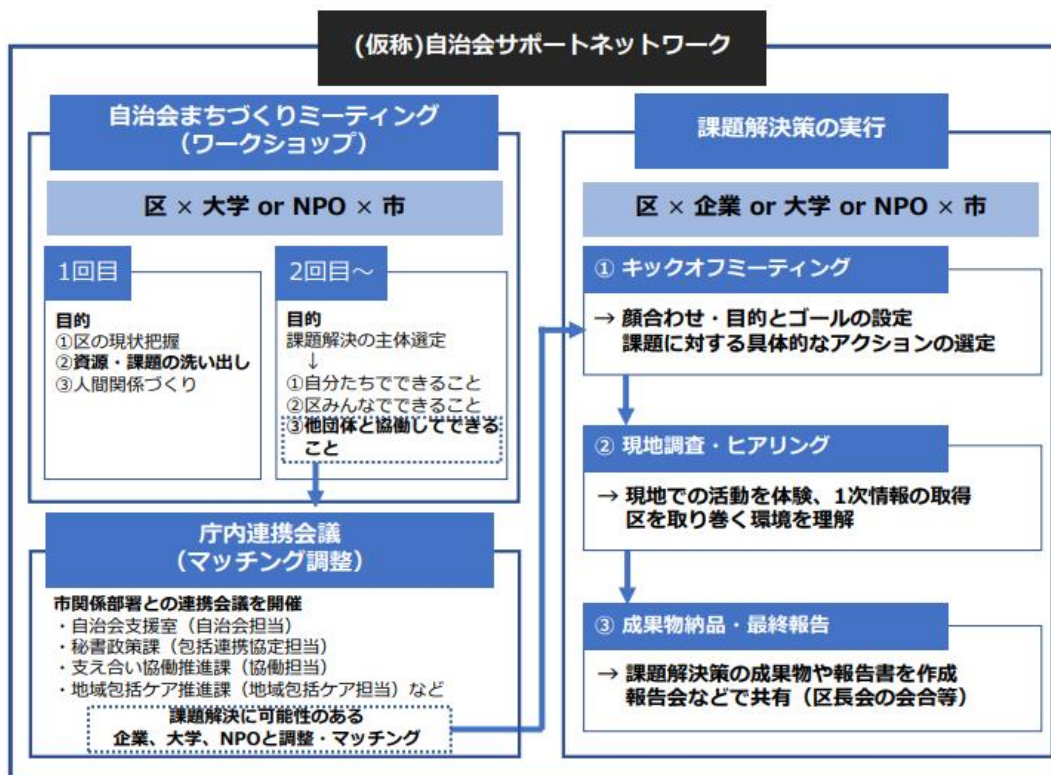 (仮称)自治会サポートネットワーク
自治会まちづくりミーティング
（ワークショップ）
区 × 大学 or NPO × 市
1回目
目的
①区の現状把握
②資源・課題の洗い出し
③人間関係づくり
2回目～
目的
課題解決の主体選定
↓
①自分たちでできること
②区みんなでできること
③他団体と協働してできる
こと
庁内連携会議
（マッチング調整）
市関係部署との連携会議を開催
・自治会支援室（自治会担当）
・秘書政策課（包括連携協定担当）
・支え合い協働推進課（協働担当）
・地域包括ケア推進課（地域包括ケア担当）など
課題解決に可能性のある
企業、大学、NPOと調整・マッチング
課題解決策の実行
区 × 企業 or 大学 or NPO × 市
① キックオフミーティング
→ 顔合わせ・目的とゴールの設定
課題に対する具体的なアクションの選定
② 現地調査・ヒアリング
→ 現地での活動を体験、1次情報の取得
区を取り巻く環境を理解
③ 成果物納品・最終報告
→ 課題解決策の成果物や報告書を作成
報告会などで共有（区長会の会合等）